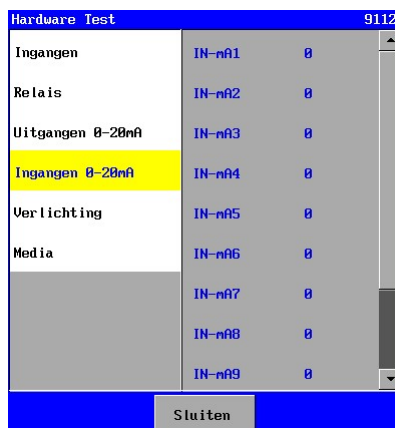 Hardware Test 9112
Ingangen
Relais
Uitgangen 0-20mA
Ingangen 0-20mA
Verlichting
Media
IN-mA1 0
IN-mA2 0
IN-mA3 0
IN-mA4 0
IN-mA5 0
IN-mA6 0
IN-mA7 0
IN-mA8 0
IN-mA9 0
Sluiten